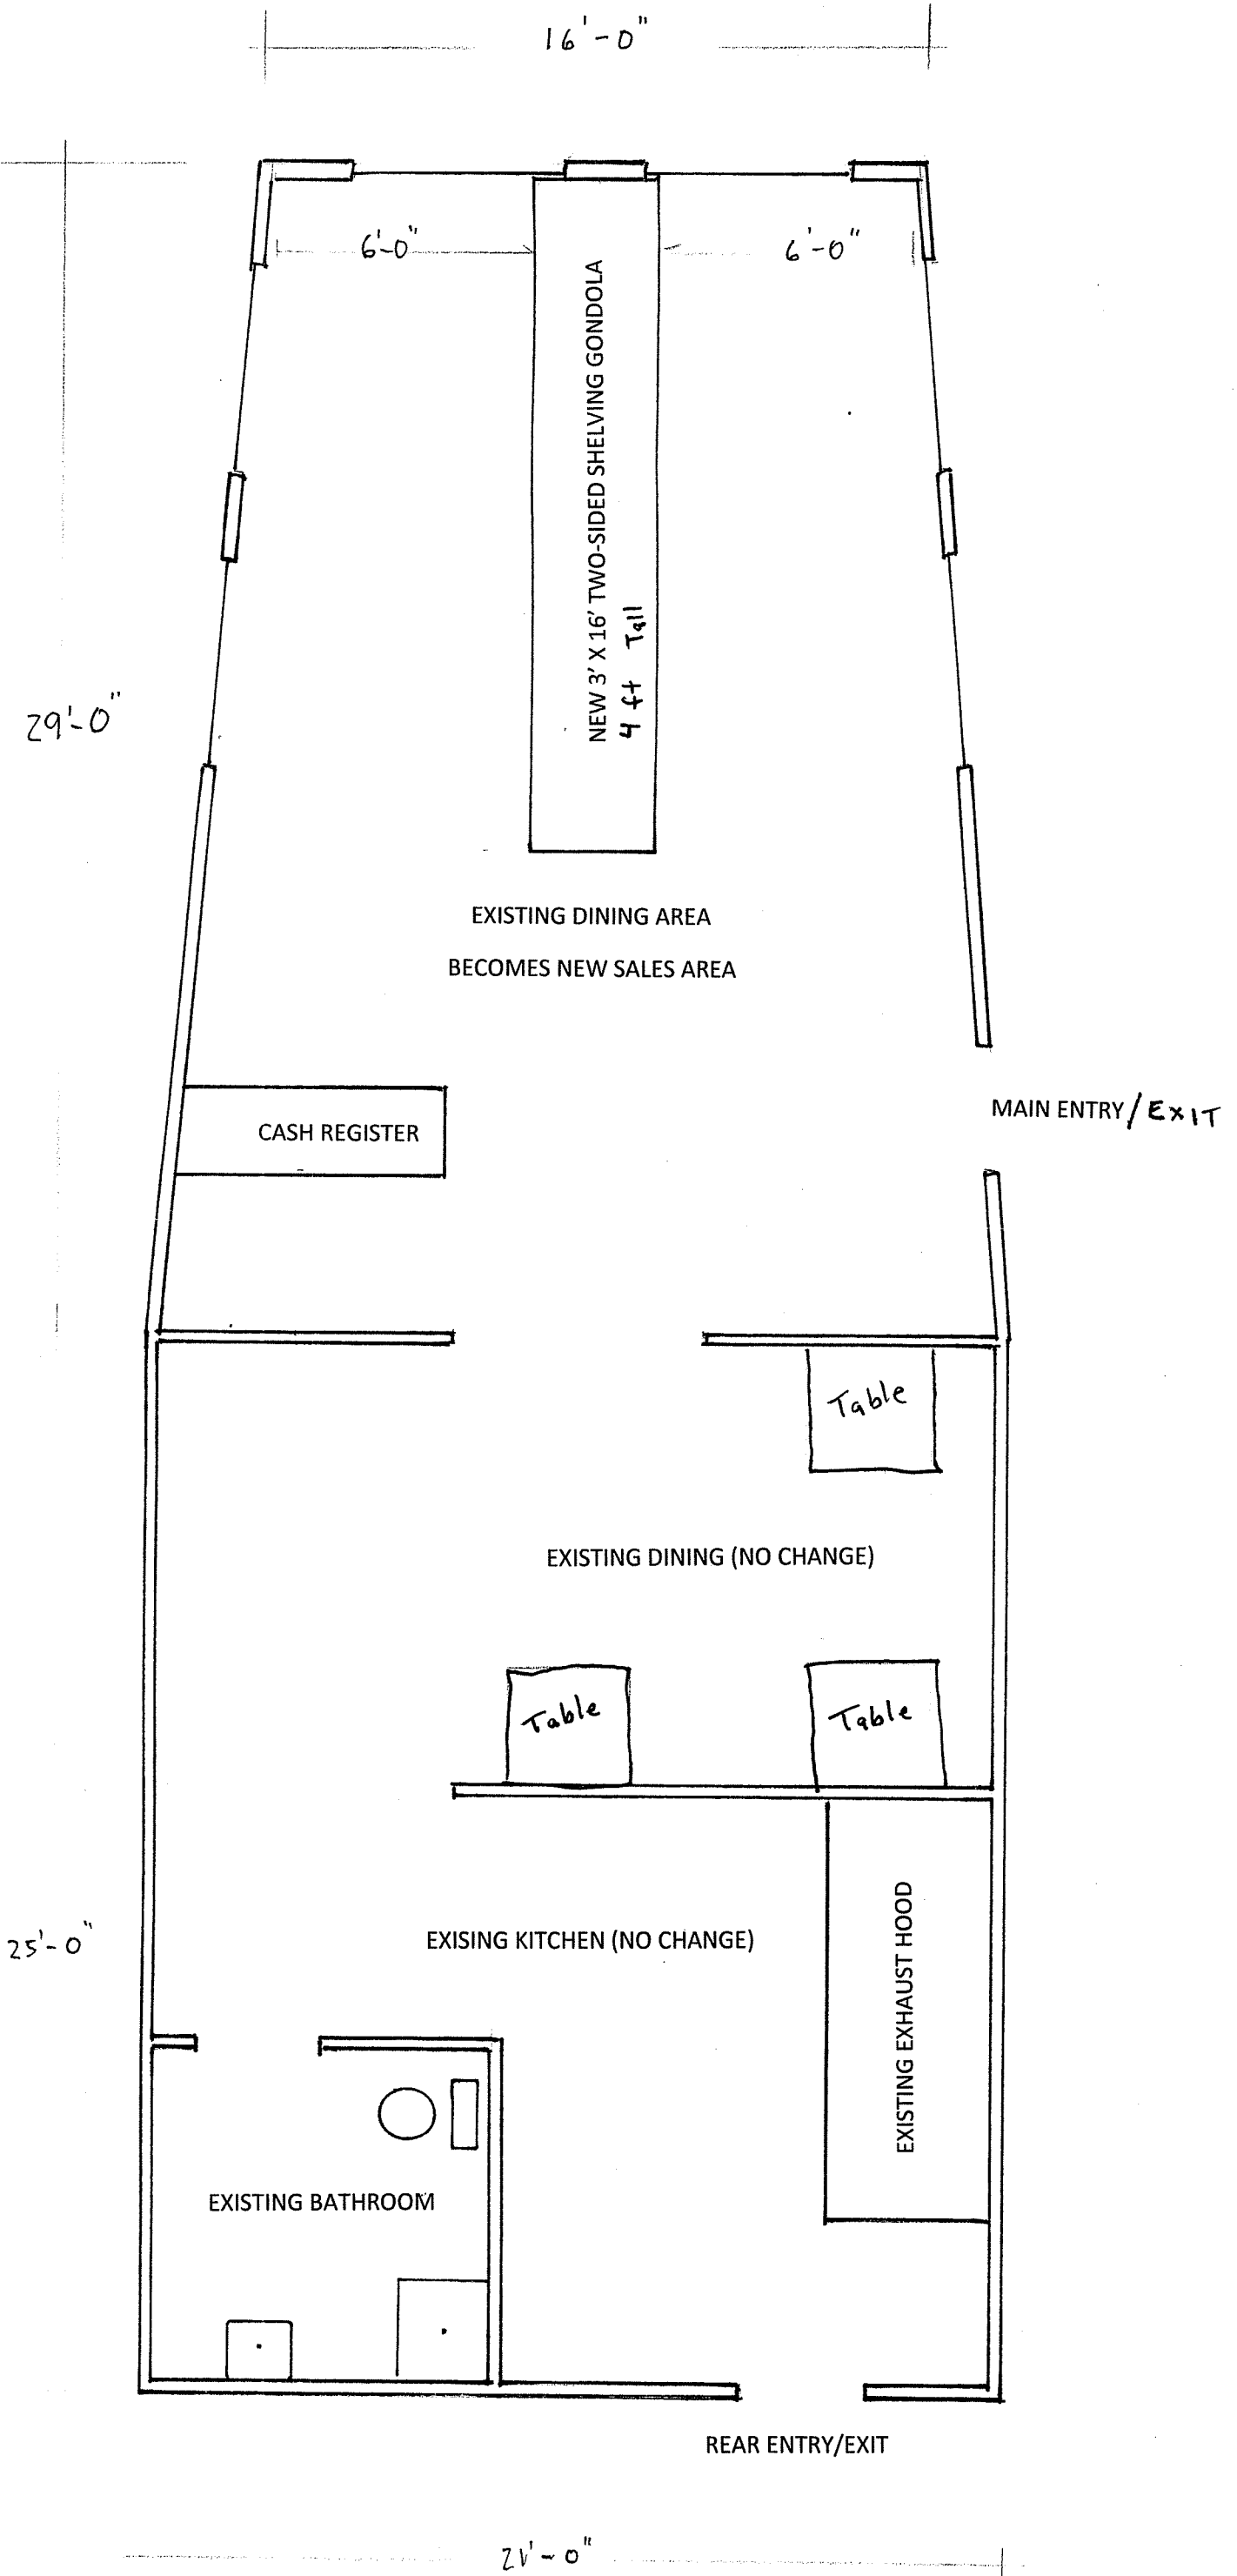 16'-0"
6'-0"
6'-0"
NEW 3' X 16' TWO-SIDED SHELVING GONDOLA
4 ft Tall
29'-0"
EXISTING DINING AREA
BECOMES NEW SALES AREA
MAIN ENTRY/EXIT
CASH REGISTER
Table
EXISTING DINING (NO CHANGE)
Table
Table
EXISTING EXHAUST HOOD
EXISING KITCHEN (NO CHANGE)
25'-0"
EXISTING BATHROOM
REAR ENTRY/EXIT
21'-0"